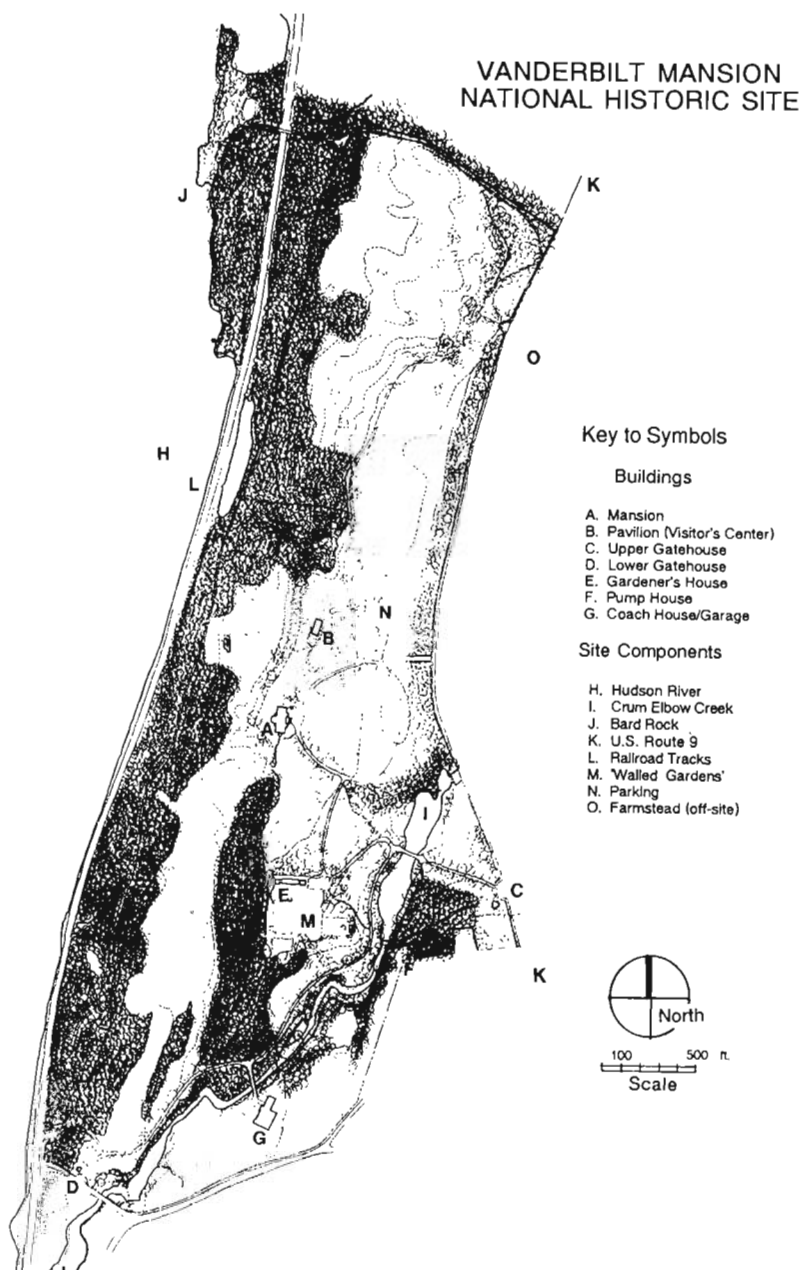 VANDERBILT MANSION
NATIONAL HISTORIC SITE
K
J
O
Key to Symbols
H
Buildings
L
A. Mansion
B. Pavilion (Visitor's Center)
C. Upper Gatehouse
D. Lower Gatehouse
E. Gardener's House
F. Pump House
G. Coach House/Garage
N
B
Site Components
H. Hudson River
I. Crum Elbow Creek
J. Bard Rock
K. U.S. Route 9
L. Railroad Tracks
M. 'Walled Gardens'
N. Parking
O. Farmstead (off-site)
A
I
C
E
M
F
K
North
100 500 ft.
Scale
G
D